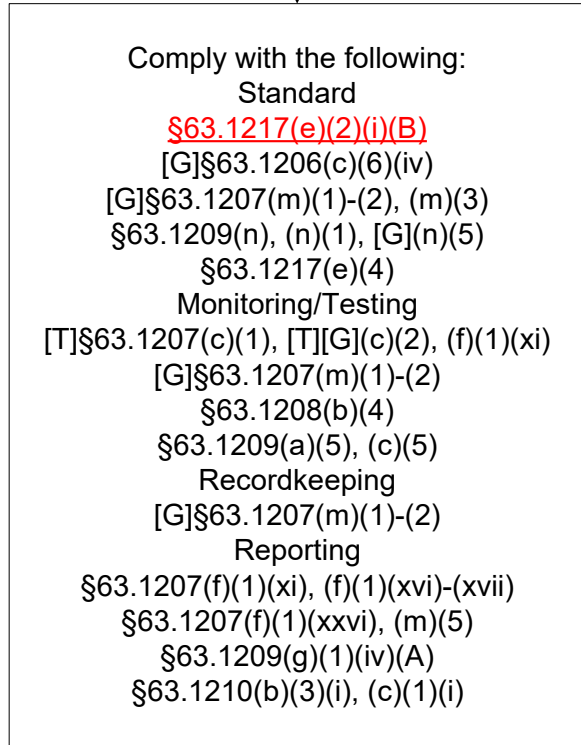 Comply with the following:
Standard
§63.1217(e)(2)(i)(B)
[G]§63.1206(c)(6)(iv)
[G]§63.1207(m)(1)-(2), (m)(3)
§63.1209(n), (n)(1), [G](n)(5)
§63.1217(e)(4)
Monitoring/Testing
[T]§63.1207(c)(1), [T][G](c)(2), (f)(1)(xi)
[G]§63.1207(m)(1)-(2)
§63.1208(b)(4)
§63.1209(a)(5), (c)(5)
Recordkeeping
[G]§63.1207(m)(1)-(2)
Reporting
§63.1207(f)(1)(xi), (f)(1)(xvi)-(xvii)
§63.1207(f)(1)(xxvi), (m)(5)
§63.1209(g)(1)(iv)(A)
§63.1210(b)(3)(i), (c)(1)(i)